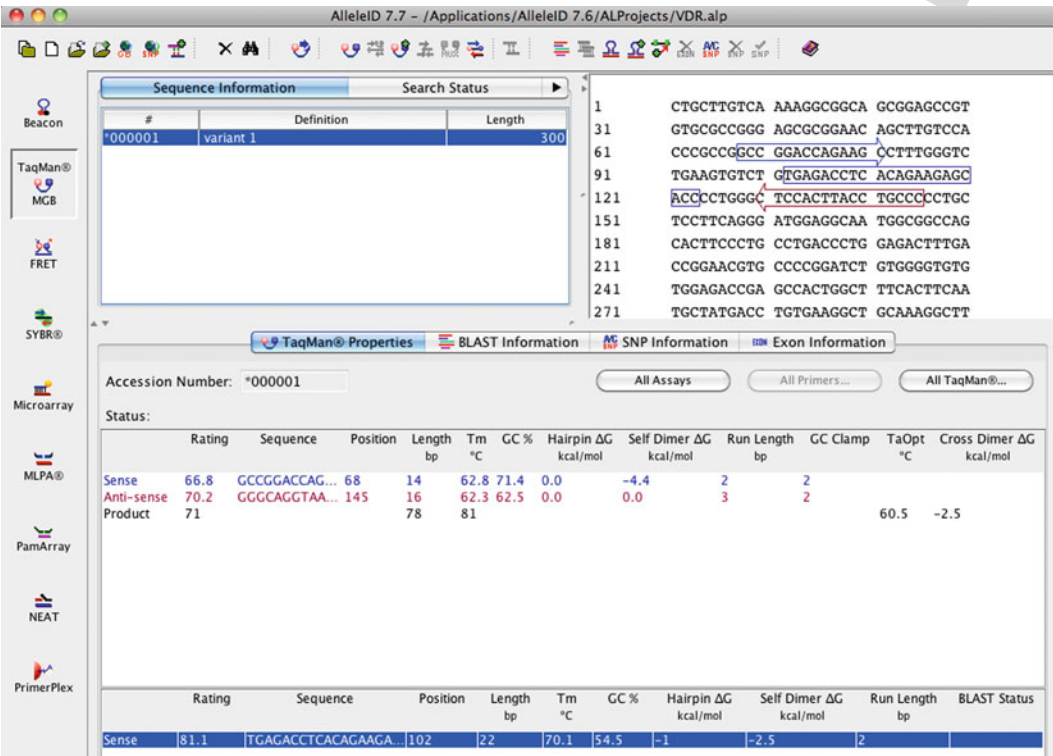 AlleleID 7.7 - /Applications/AlleleID 7.6/ALProjects/VDR.alp
Beacon
TaqMan®
MGB
FRET
SYBR®
Microarray
MLPA®
PamArray
NEAT
PrimerPlex
Sequence Information Search Status
# Definition Length
*000001 variant 1 300
1 CTGCTTGTCA AAAGGCGGCA GCGGAGCCGT
31 GTGCGCCGGG AGCGCGGAAC AGCTTGTCCA
61 CCCGCCGGCC GGACCAGAAG CCTTTGGGTC
91 TGAAGTGTCT GTGAGACCTC ACAGAAGAGC
121 ACCCCTGGGC TCCACTTACC TGCCCCCTGC
151 TCCTTCAGGG ATGGAGGCAA TGGCGGCCAG
181 CACTTCCCTG CCTGACCCTG GAGACTTTGA
211 CCGGAACGTG CCCCGGATCT GTGGGGTGTG
241 TGGAGACCGA GCCACTGGCT TTCACTTCAA
271 TGCTATGACC TGTGAAGGCT GCAAAGGCTT
TaqMan® Properties BLAST Information SNP Information Exon Information
Accession Number: *000001 All Assays All Primers... All TaqMan®...
Status:
Rating Sequence Position Length Tm GC % Hairpin ΔG Self Dimer ΔG Run Length GC Clamp TaOpt Cross Dimer ΔG
bp °C kcal/mol kcal/mol bp °C kcal/mol
Sense 66.8 GCCGGACCAG... 68 14 62.8 71.4 0.0 -4.4 2 2
Anti-sense 70.2 GGGCAGGTAA... 145 16 62.3 62.5 0.0 0.0 3 2
Product 71 78 81 60.5 -2.5
Rating Sequence Position Length Tm GC % Hairpin ΔG Self Dimer ΔG Run Length BLAST Status
bp °C kcal/mol kcal/mol bp
Sense 81.1 TGAGACCTCACAGAAGA... 102 22 70.1 54.5 -1 -2.5 2